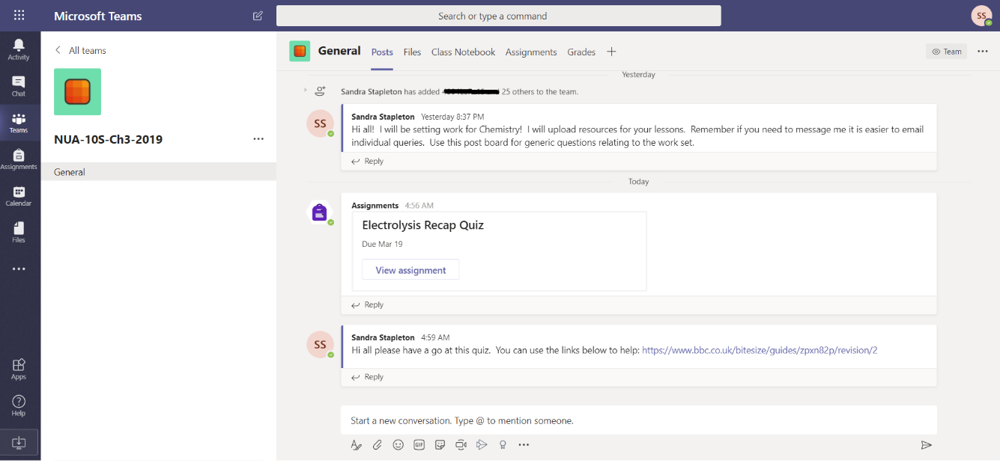 Microsoft Teams
Search or type a command
SS
Activity
Chat
Teams
Assignments
Calendar
Files
Apps
Help
All teams
NUA-10S-Ch3-2019
General
General Posts Files Class Notebook Assignments Grades
Team
Yesterday
Sandra Stapleton has added 25 others to the team.
SS
Sandra Stapleton Yesterday 8:37 PM
Hi all! I will be setting work for Chemistry! I will upload resources for your lessons. Remember if you need to message me it is easier to email
individual queries. Use this post board for generic questions relating to the work set.
Reply
Today
Assignments 4:56 AM
Electrolysis Recap Quiz
Due Mar 19
View assignment
Reply
SS
Sandra Stapleton 4:59 AM
Hi all please have a go at this quiz. You can use the links below to help: https://www.bbc.co.uk/bitesize/guides/zpxn82p/revision/2
Reply
Start a new conversation. Type @ to mention someone.
GIF